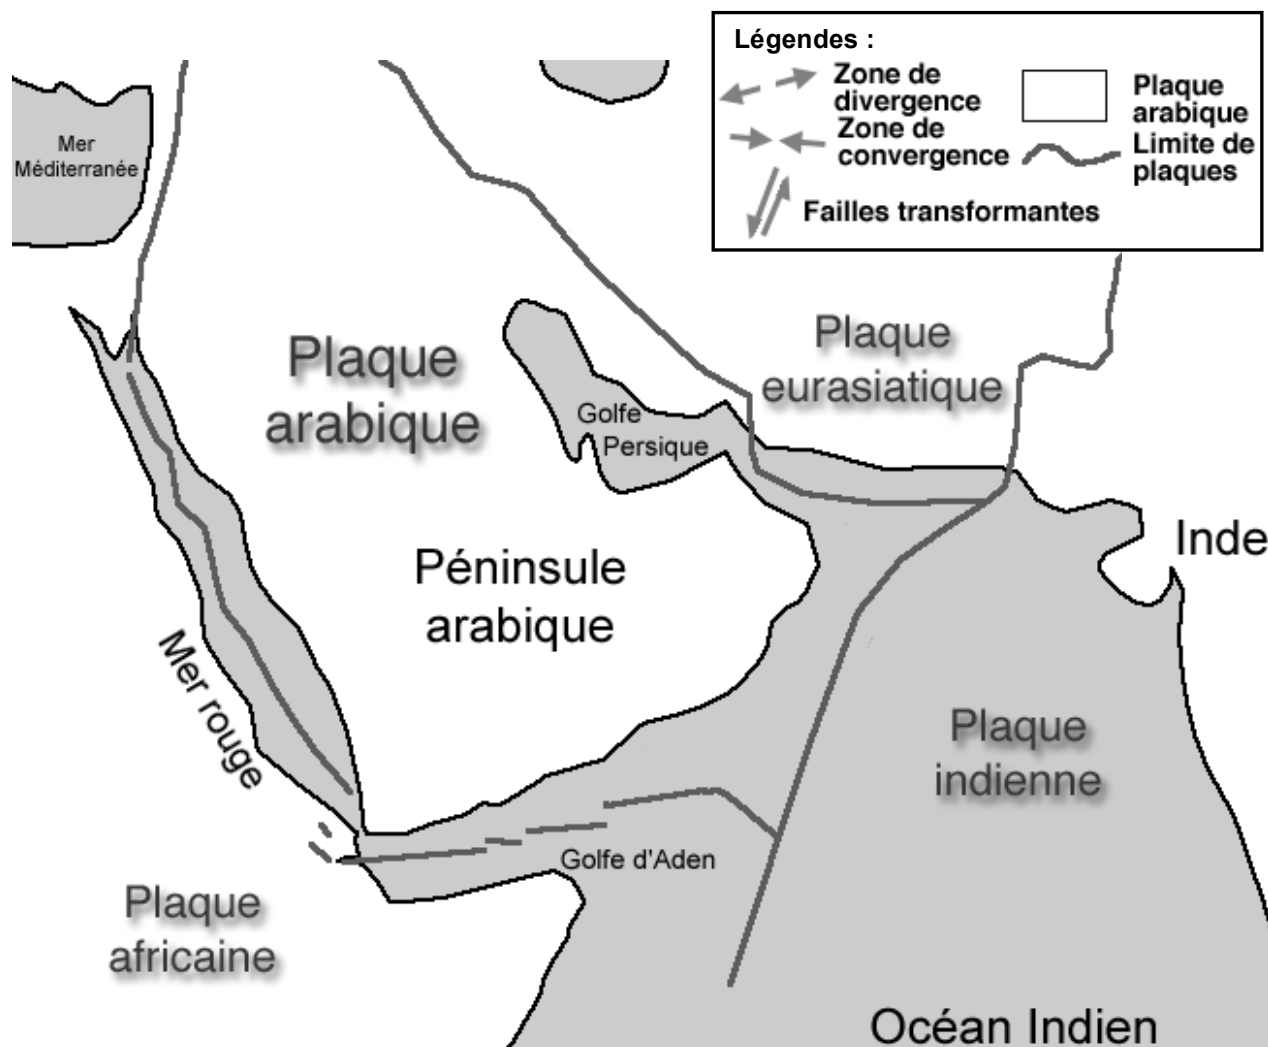 Légendes :
Zone de
divergence
Zone de
convergence
Failles transformantes
Plaque
arabique
Limite de
plaques
Mer
Méditerranée
Plaque
arabique
Plaque
eurasiatique
Golfe
Persique
Péninsule
arabique
Inde
Mer rouge
Plaque
indienne
Golfe d'Aden
Plaque
africaine
Océan Indien